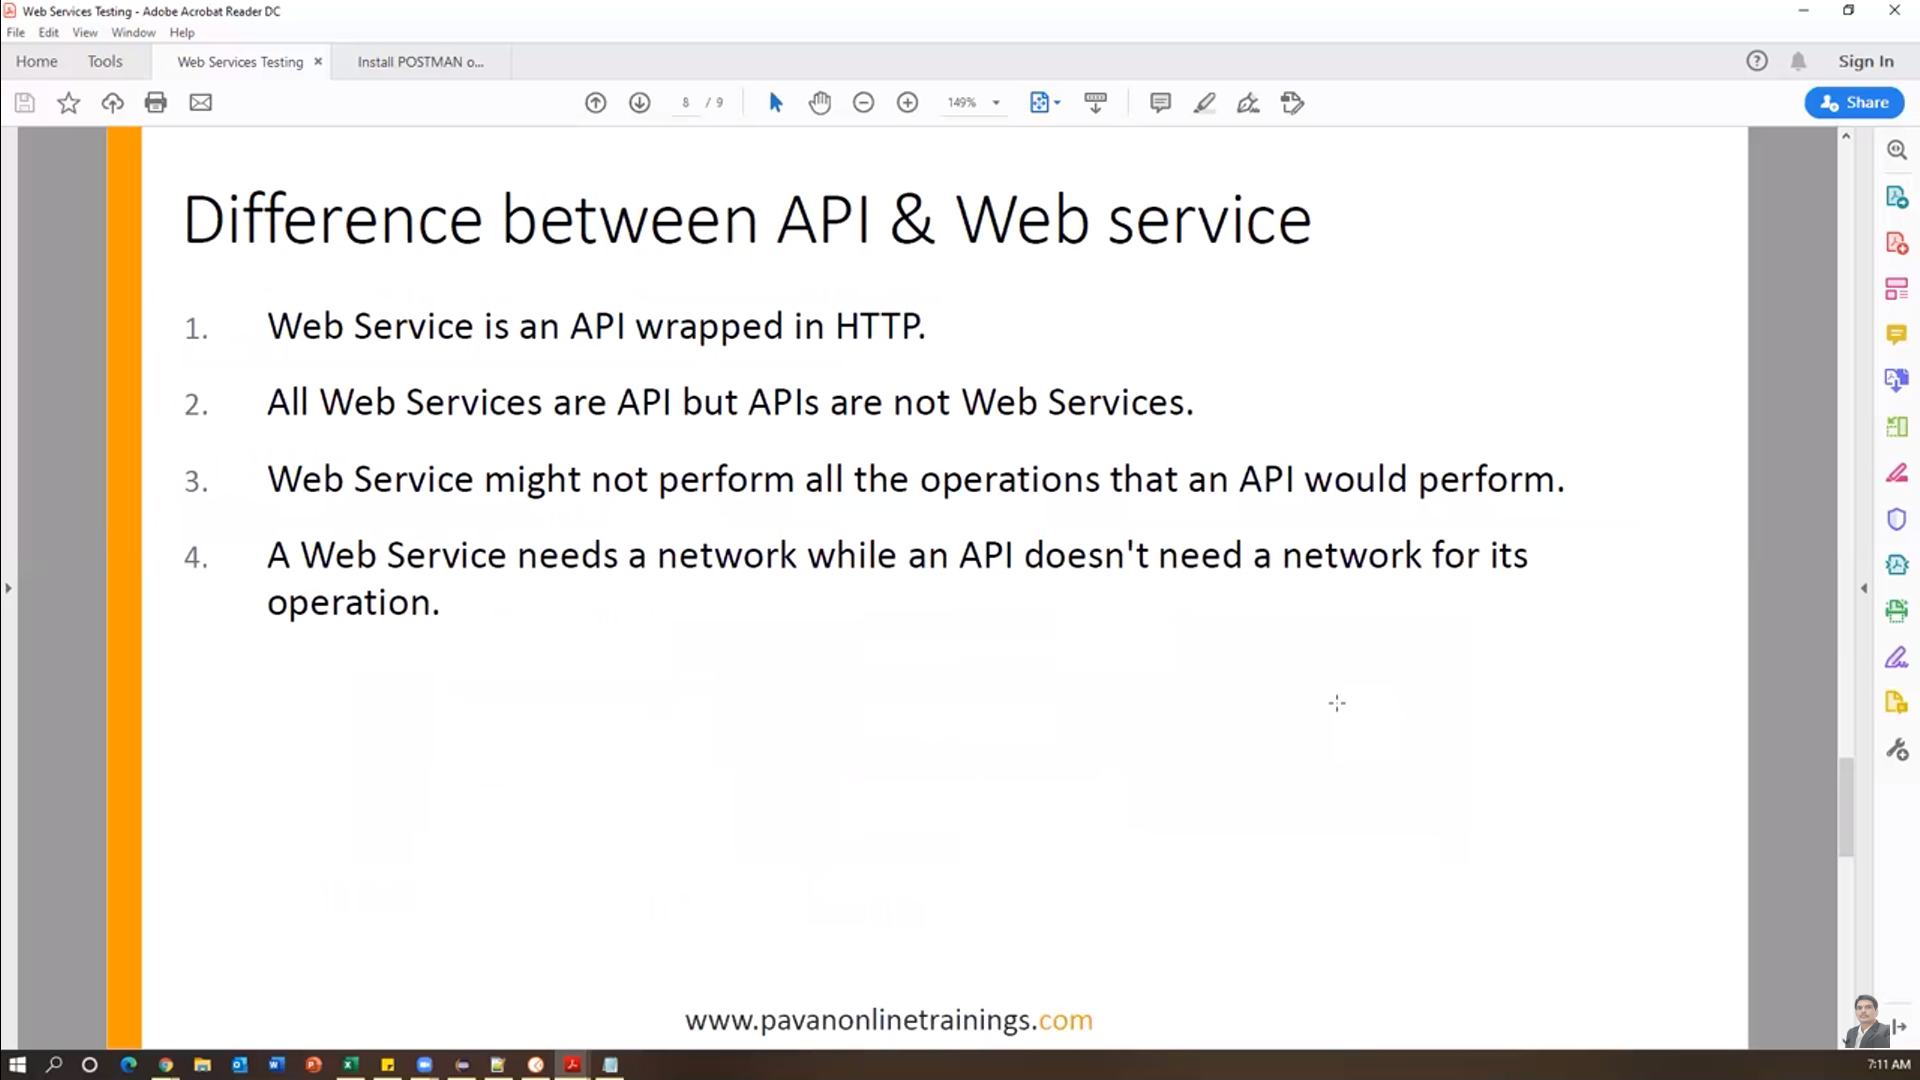 Web Services Testing - Adobe Acrobat Reader DC
File Edit View Window Help
Home Tools Web Services Testing × Install POSTMAN o... Sign In
8 / 9 149% Share
Difference between API & Web service
1. Web Service is an API wrapped in HTTP.
2. All Web Services are API but APIs are not Web Services.
3. Web Service might not perform all the operations that an API would perform.
4. A Web Service needs a network while an API doesn't need a network for its
operation.
www.pavanonlinetrainings.com
7:11 AM